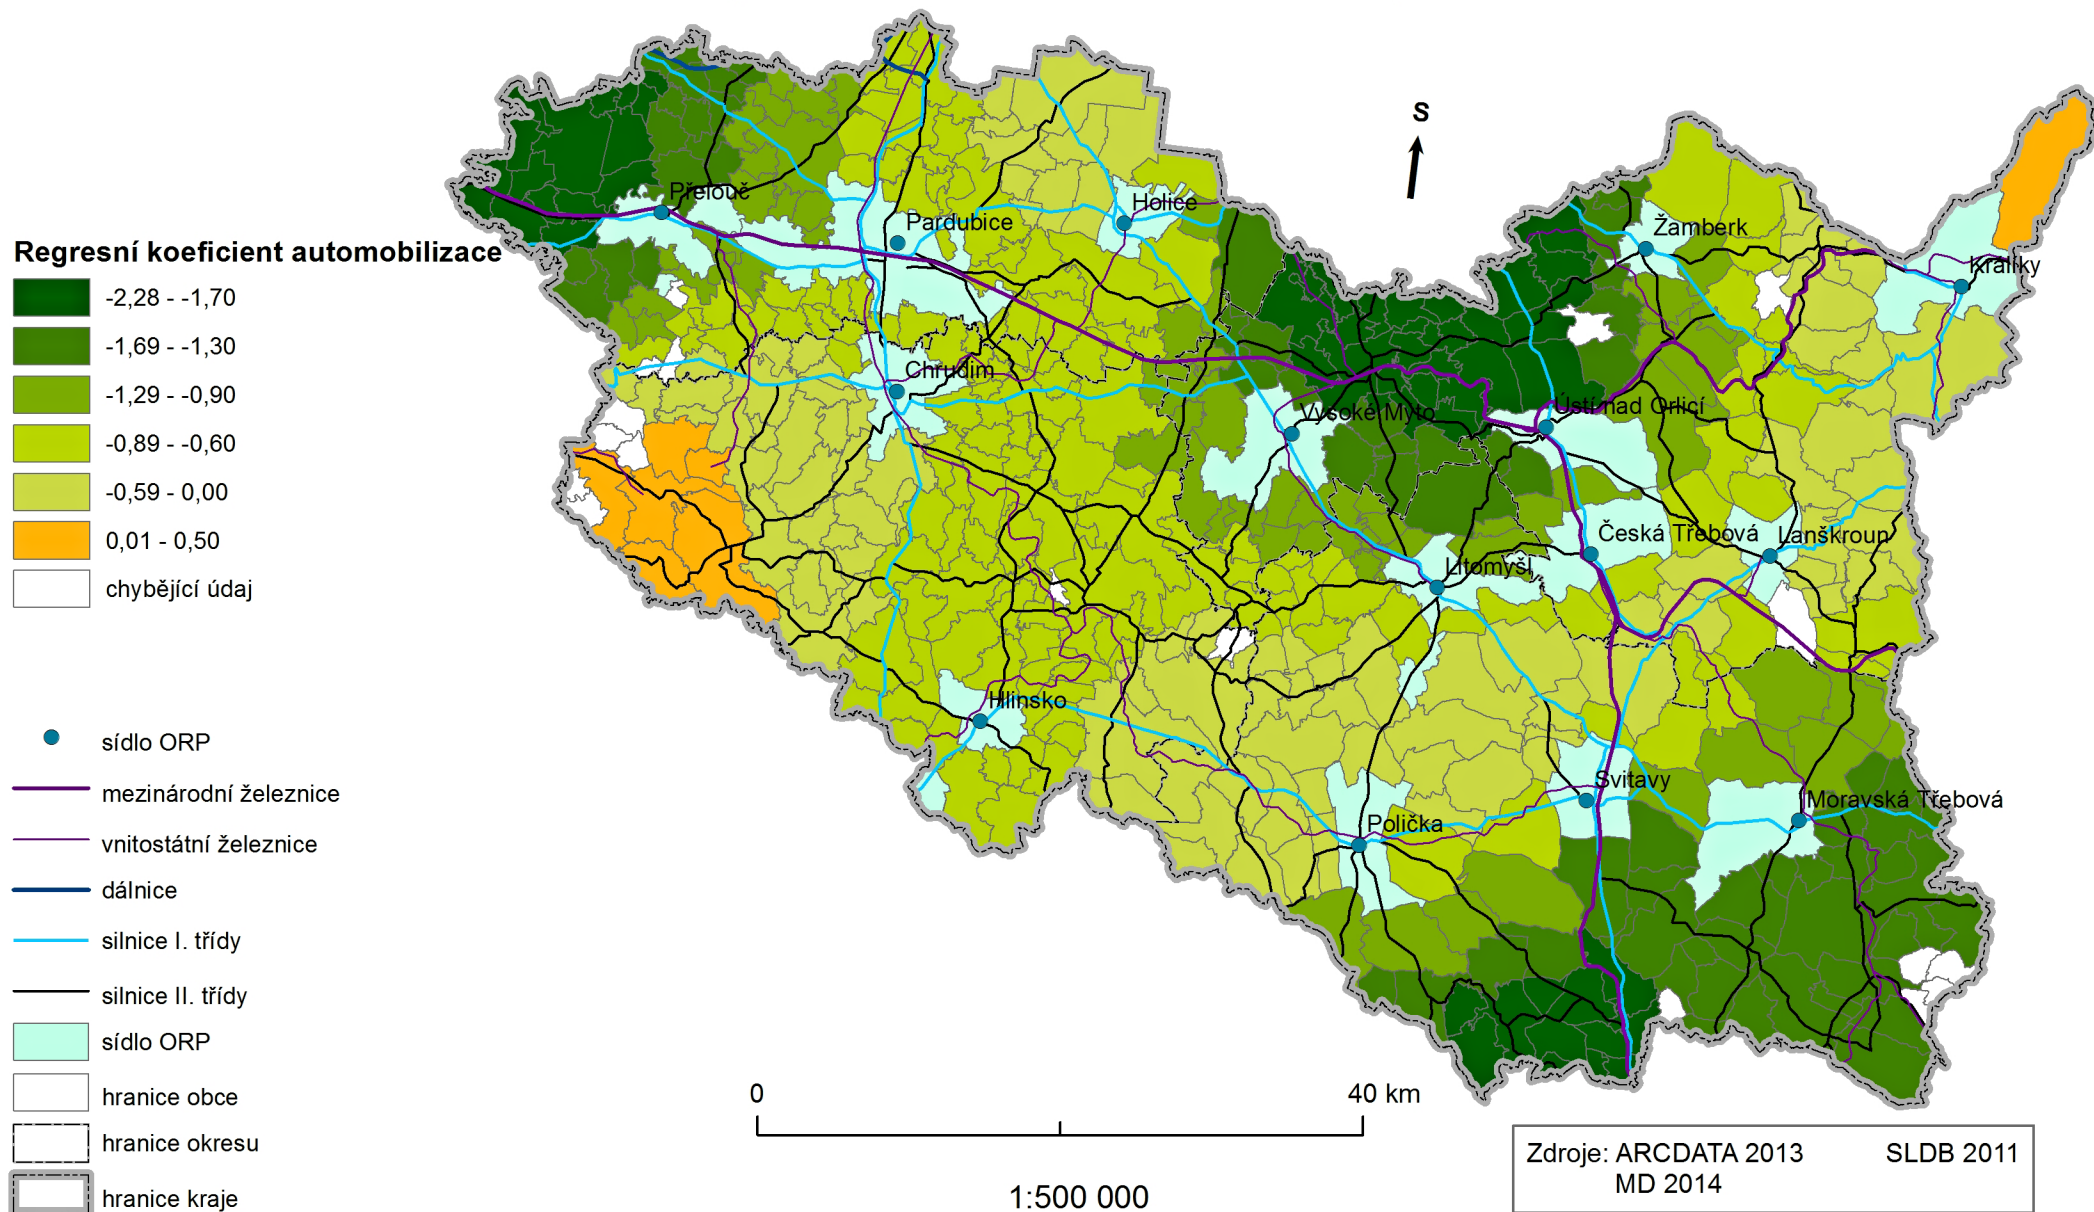 S
Přelouč
Pardubice
Holice
Žamberk
Králíky
Regresní koeficient automobilizace
-2,28 - -1,70
-1,69 - -1,30
-1,29 - -0,90
-0,89 - -0,60
-0,59 - 0,00
0,01 - 0,50
chybějící údaj
Chrudim
Vysoké Mýto
Ústí nad Orlicí
Česká Třebová
Lanškroun
Litomyšl
Hlinsko
Svitavy
Moravská Třebová
Polička
sídlo ORP
mezinárodní železnice
vnitostátní železnice
dálnice
silnice I. třídy
silnice II. třídy
sídlo ORP
hranice obce
hranice okresu
hranice kraje
0 40 km
1:500 000
Zdroje: ARCDATA 2013 SLDB 2011
MD 2014